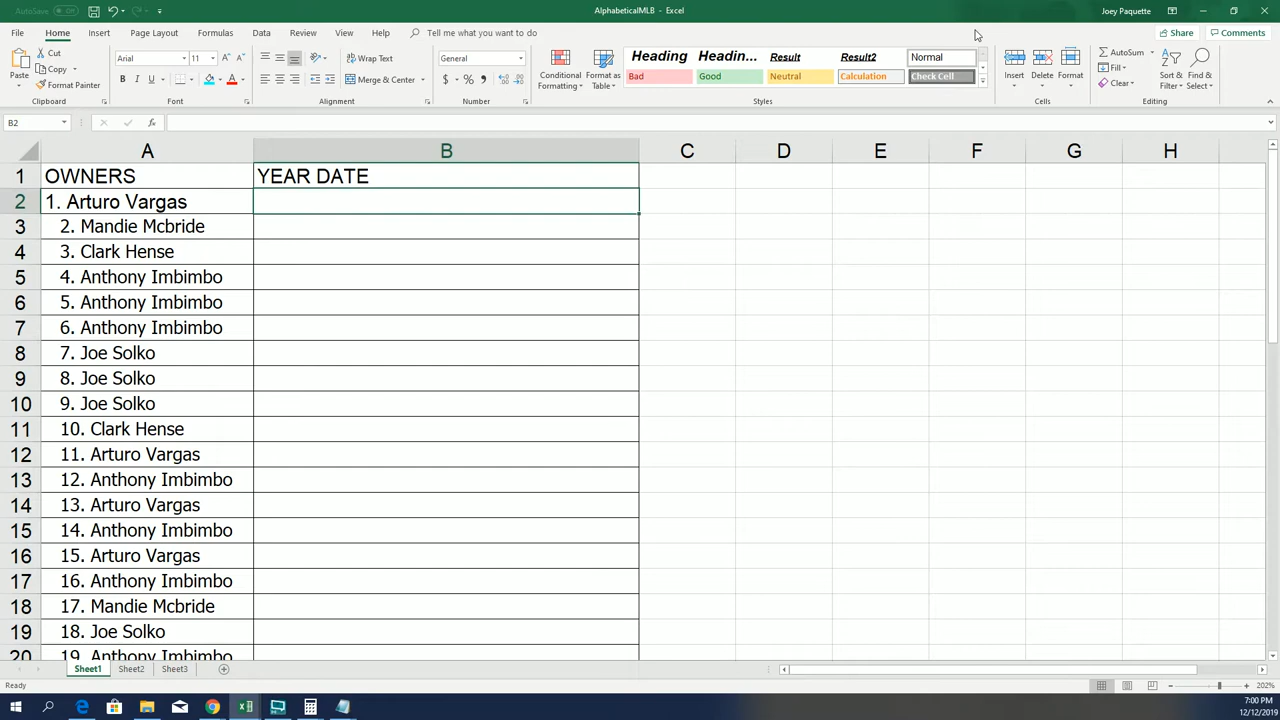 AutoSave Off
AlphabeticalMLB - Excel
Joey Paquette
File Home Insert Page Layout Formulas Data Review View Help Tell me what you want to do Share Comments
Paste Cut Copy Format Painter Clipboard
Arial 11 B I U A A A Font
Wrap Text Merge & Center Alignment
General $ % , Number
Conditional Formatting Format as Table
Heading Headin... Result Result2 Normal
Bad Good Neutral Calculation Check Cell
Styles
Insert Delete Format Cells
AutoSum Fill Clear Sort & Filter Find & Select Editing
B2 fx
A B C D E F G H
1 OWNERS YEAR DATE
2 1. Arturo Vargas
3 2. Mandie Mcbride
4 3. Clark Hense
5 4. Anthony Imbimbo
6 5. Anthony Imbimbo
7 6. Anthony Imbimbo
8 7. Joe Solko
9 8. Joe Solko
10 9. Joe Solko
11 10. Clark Hense
12 11. Arturo Vargas
13 12. Anthony Imbimbo
14 13. Arturo Vargas
15 14. Anthony Imbimbo
16 15. Arturo Vargas
17 16. Anthony Imbimbo
18 17. Mandie Mcbride
19 18. Joe Solko
20 19. Anthony Imbimbo
Sheet1 Sheet2 Sheet3
Ready 202%
7:00 PM
12/12/2019